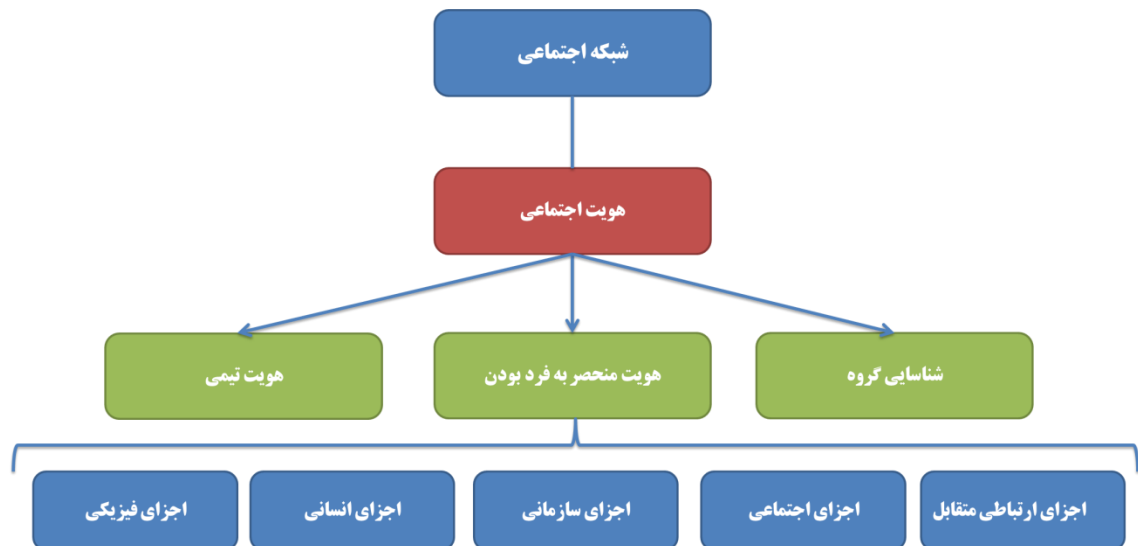 شبکه اجتماعی
هویت اجتماعی
شناسایی گروه
هویت منحصر به فرد بودن
هویت تیمی
اجزای ارتباطی متقابل
اجزای اجتماعی
اجزای سازمانی
اجزای انسانی
اجزای فیزیکی